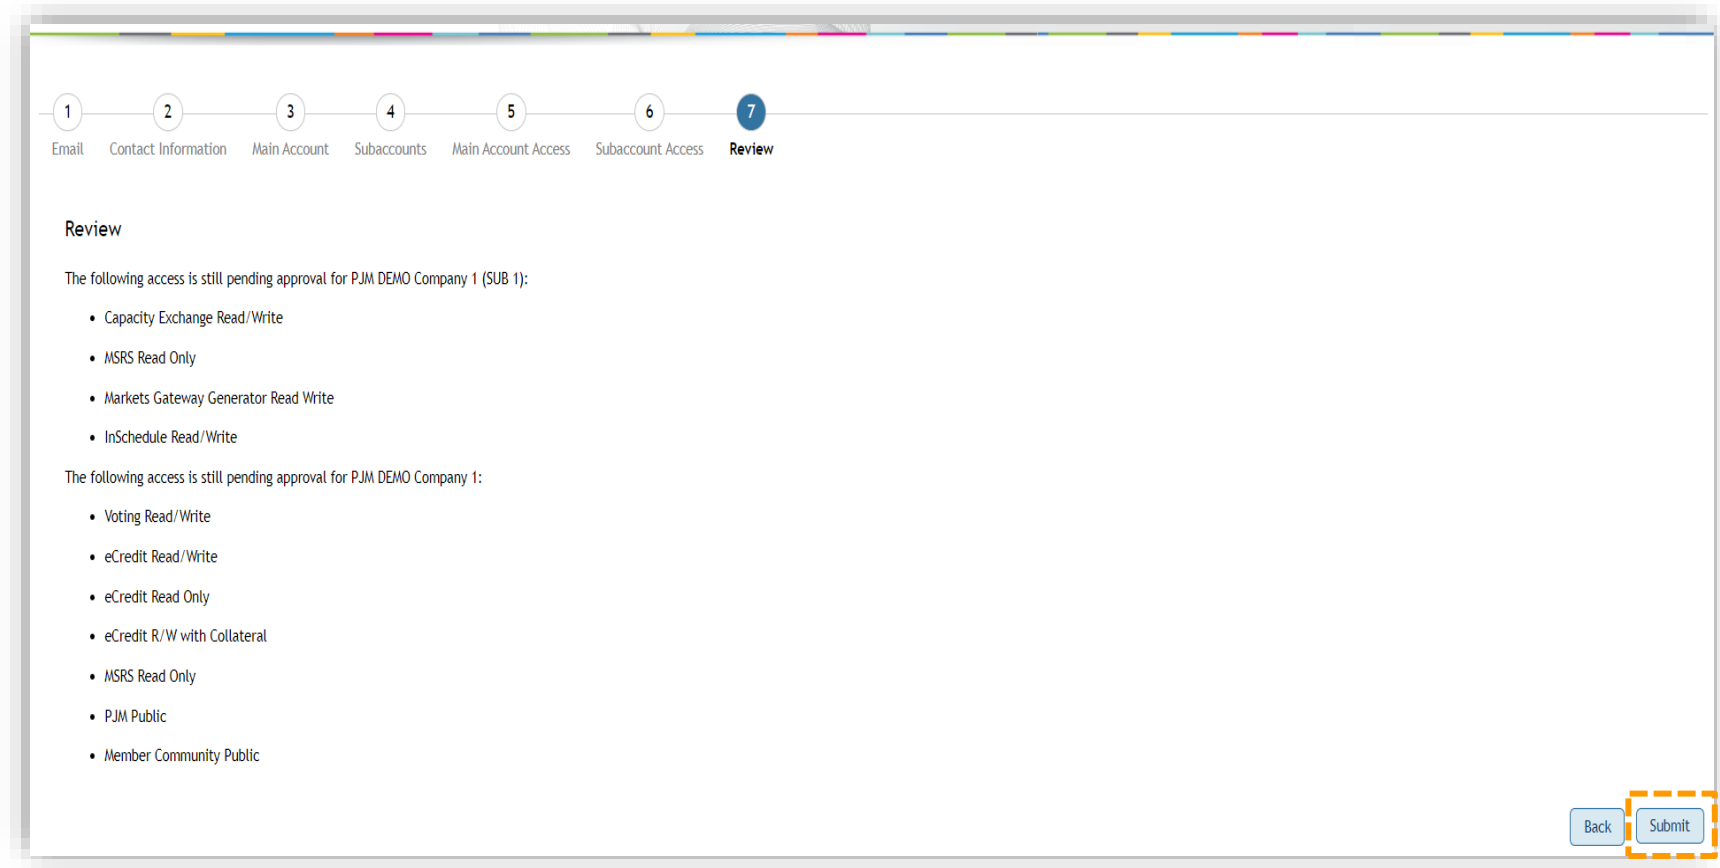 1 2 3 4 5 6 7
Email Contact Information Main Account Subaccounts Main Account Access Subaccount Access Review
Review
The following access is still pending approval for PJM DEMO Company 1 (SUB 1):
• Capacity Exchange Read/Write
• MSRS Read Only
• Markets Gateway Generator Read Write
• InSchedule Read/Write
The following access is still pending approval for PJM DEMO Company 1:
• Voting Read/Write
• eCredit Read/Write
• eCredit Read Only
• eCredit R/W with Collateral
• MSRS Read Only
• PJM Public
• Member Community Public
Back Submit